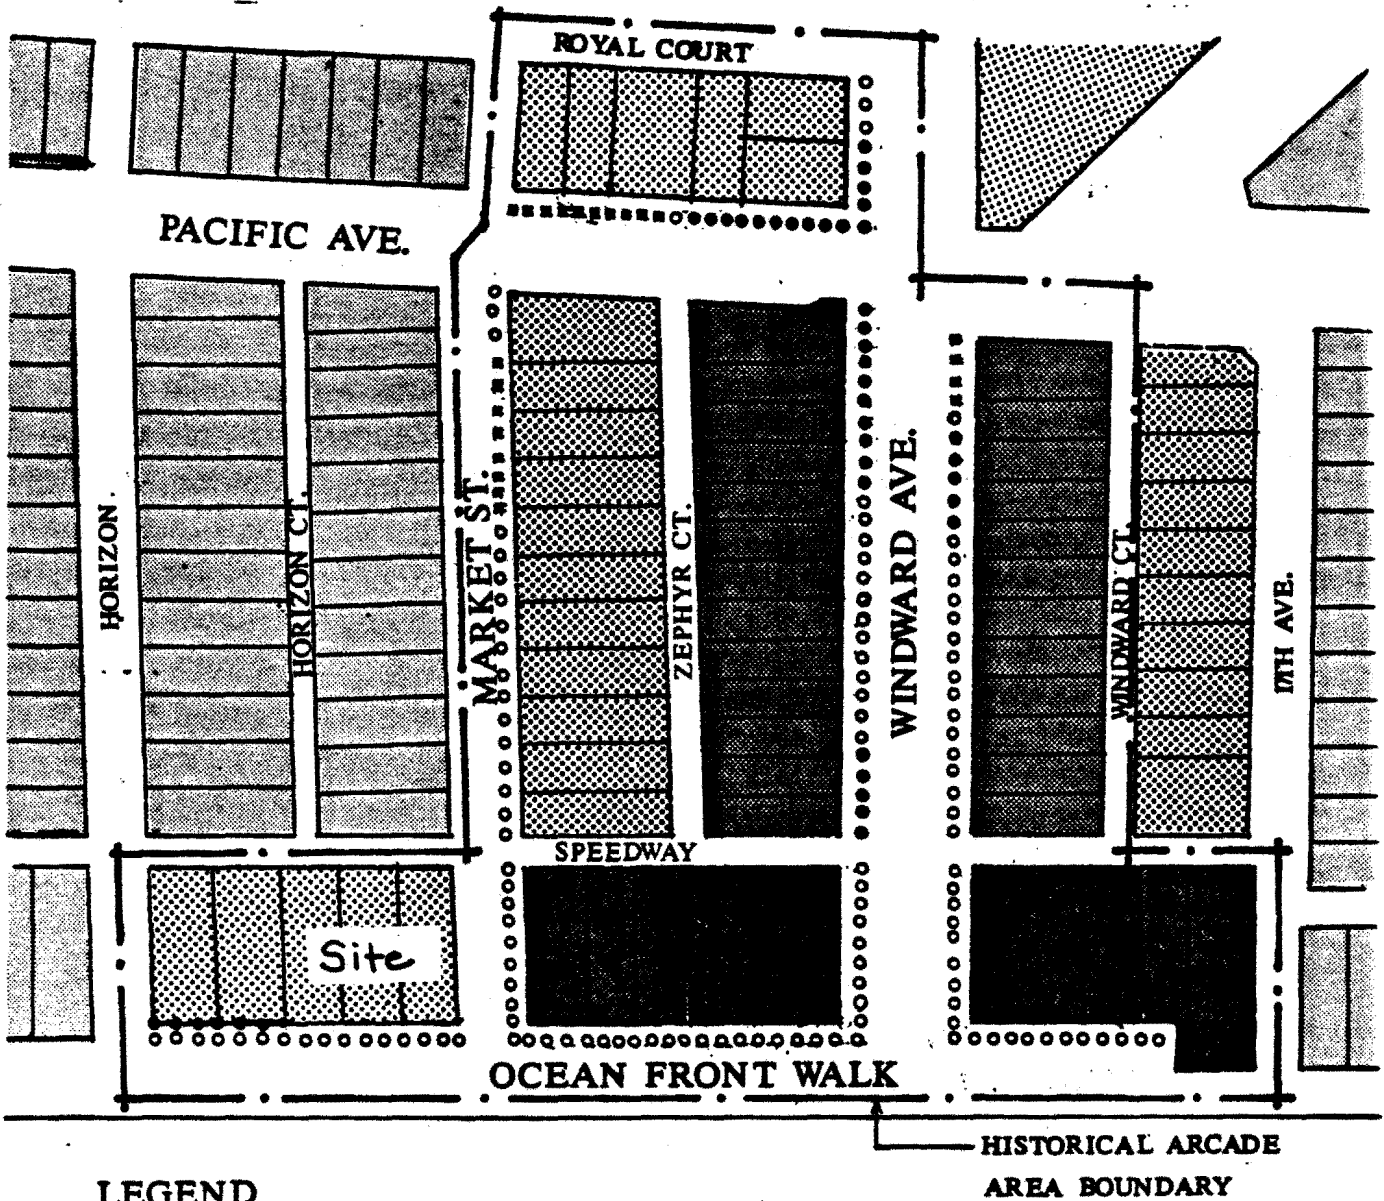 ROYAL COURT
PACIFIC AVE.
HORIZON.
HORIZON CT.
MARKET ST.
ZEPHYR CT.
WINDWARD AVE.
WINDWARD CT.
17TH AVE.
SPEEDWAY
Site
OCEAN FRONT WALK
HISTORICAL ARCADE
AREA BOUNDARY
LEGEND